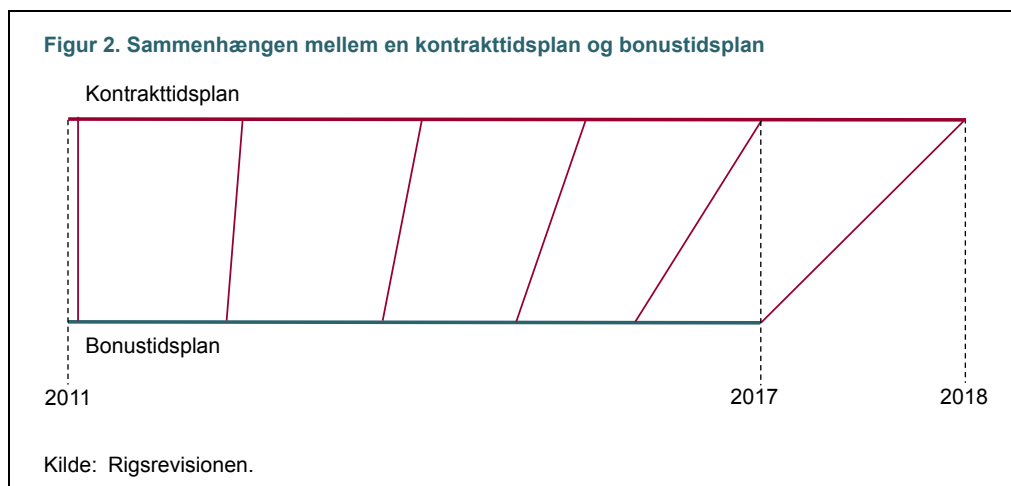 Figur 2. Sammenhængen mellem en kontrakttidsplan og bonustidsplan
Kontrakttidsplan
Bonustidsplan
2011 2017 2018
Kilde: Rigsrevisionen.